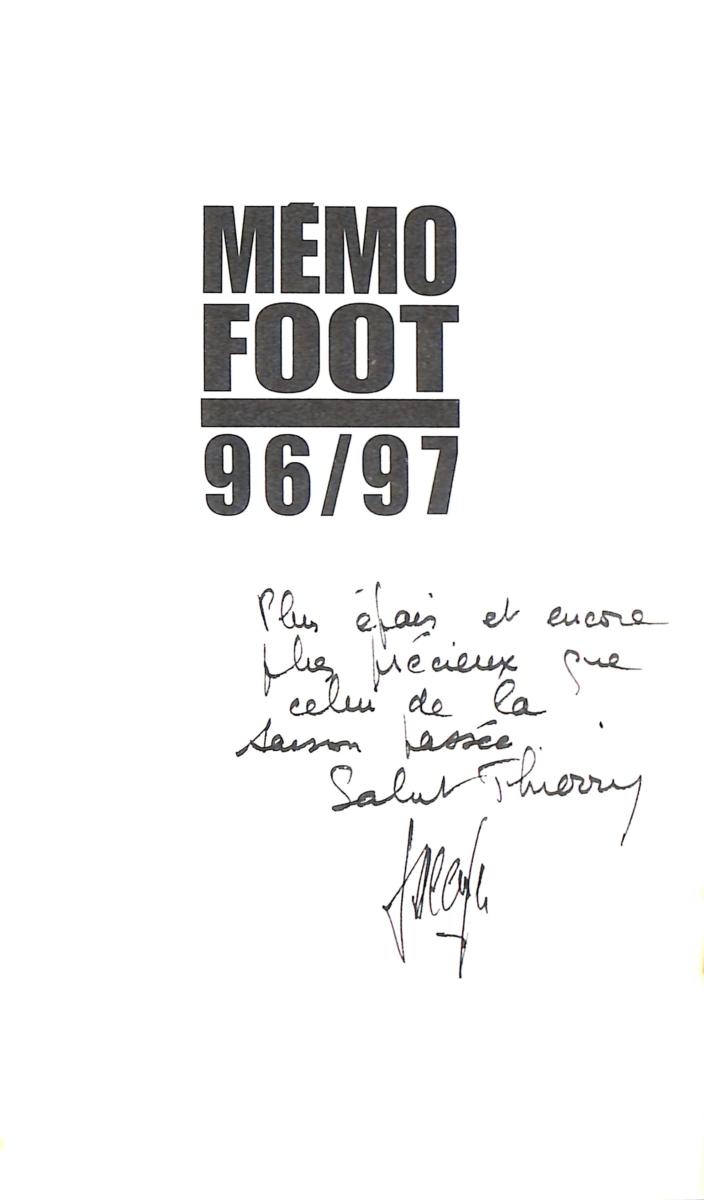 MÉMO
FOOT
96/97
Plus épais et encore
plus précieux que
celui de la
saison passée.
Salut Thierry